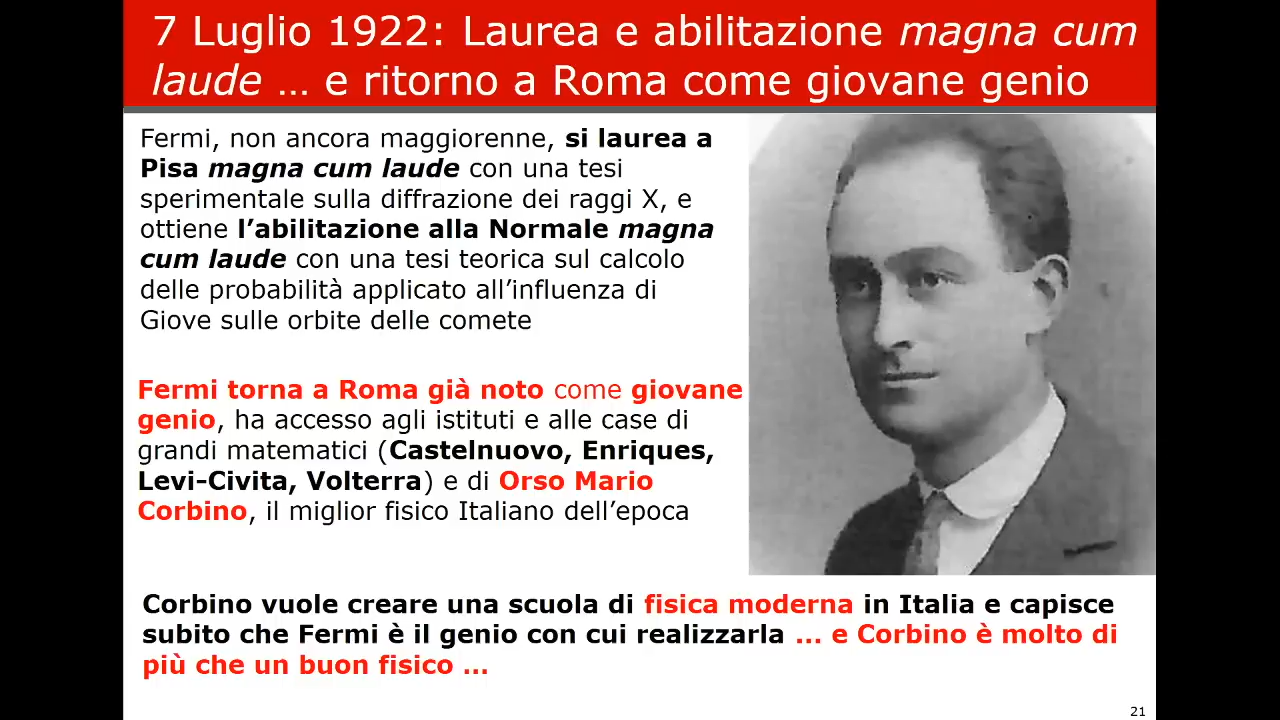 7 Luglio 1922: Laurea e abilitazione magna cum
laude … e ritorno a Roma come giovane genio
Fermi, non ancora maggiorenne, si laurea a
Pisa magna cum laude con una tesi
sperimentale sulla diffrazione dei raggi X, e
ottiene l’abilitazione alla Normale magna
cum laude con una tesi teorica sul calcolo
delle probabilità applicato all’influenza di
Giove sulle orbite delle comete
Fermi torna a Roma già noto come giovane
genio, ha accesso agli istituti e alle case di
grandi matematici (Castelnuovo, Enriques,
Levi-Civita, Volterra) e di Orso Mario
Corbino, il miglior fisico Italiano dell’epoca
Corbino vuole creare una scuola di fisica moderna in Italia e capisce
subito che Fermi è il genio con cui realizzarla … e Corbino è molto di
più che un buon fisico …
21